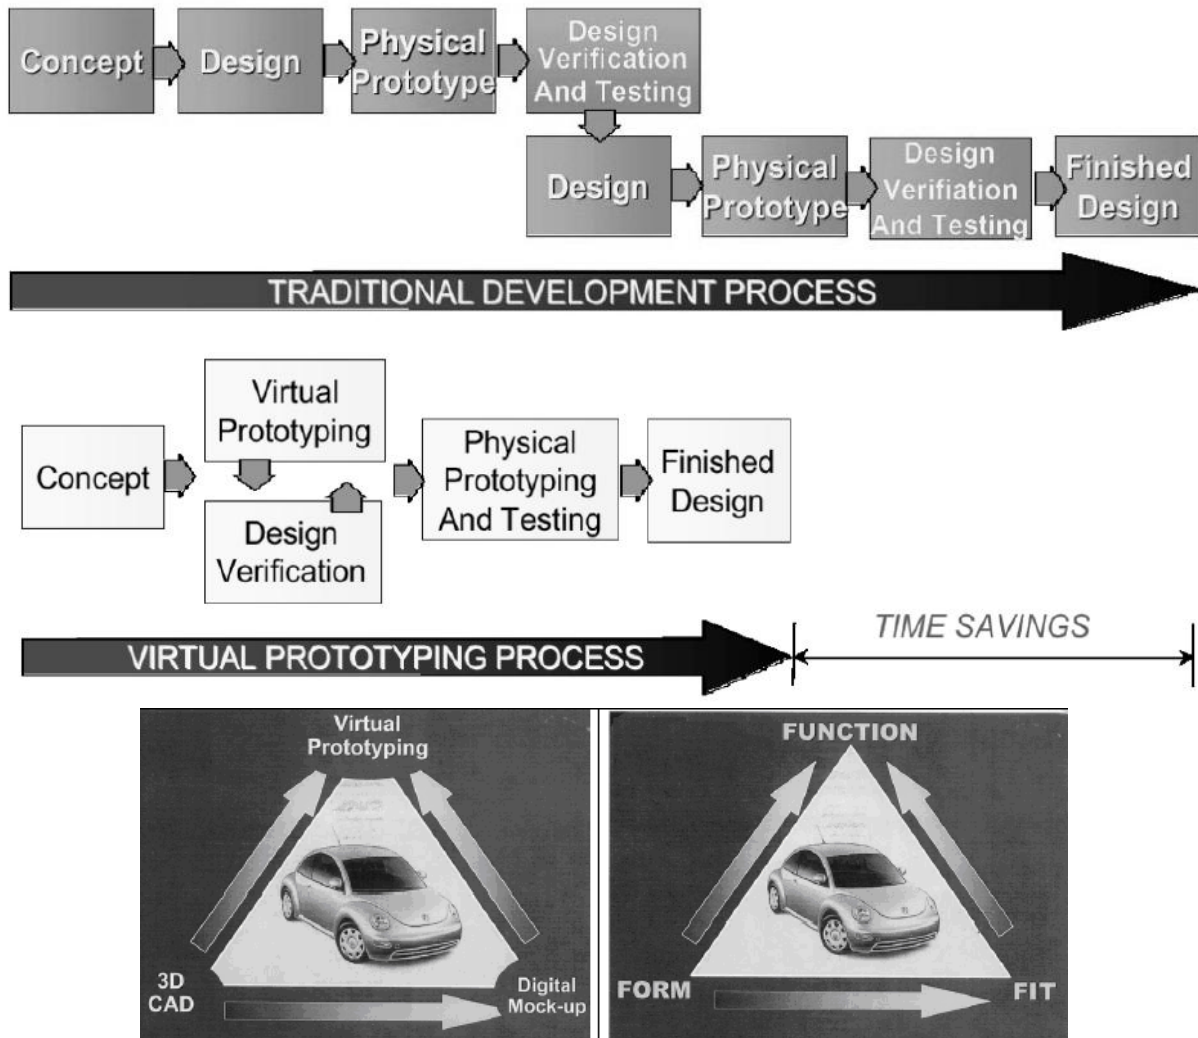 Concept
Design
Physical
Prototype
Design
Verification
And Testing
Design
Physical
Prototype
Design
Verifiation
And Testing
Finished
Design
TRADITIONAL DEVELOPMENT PROCESS
Concept
Virtual
Prototyping
Design
Verification
Physical
Prototyping
And Testing
Finished
Design
VIRTUAL PROTOTYPING PROCESS
TIME SAVINGS
Virtual
Prototyping
3D
CAD
Digital
Mock-up
FUNCTION
FORM
FIT